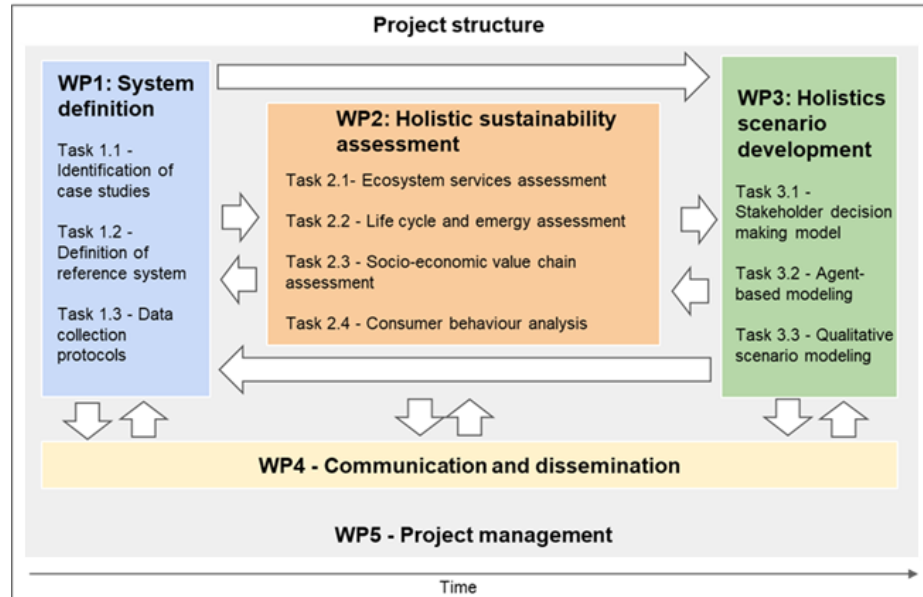 Project structure
WP1: System
definition
Task 1.1 -
Identification of
case studies
Task 1.2 -
Definition of
reference system
Task 1.3 - Data
collection
protocols
WP2: Holistic sustainability
assessment
Task 2.1- Ecosystem services assessment
Task 2.2 - Life cycle and emergy assessment
Task 2.3 - Socio-economic value chain
assessment
Task 2.4 - Consumer behaviour analysis
WP3: Holistics
scenario
development
Task 3.1 -
Stakeholder decision
making model
Task 3.2 - Agent-
based modeling
Task 3.3 - Qualitative
scenario modeling
WP4 - Communication and dissemination
WP5 - Project management
Time